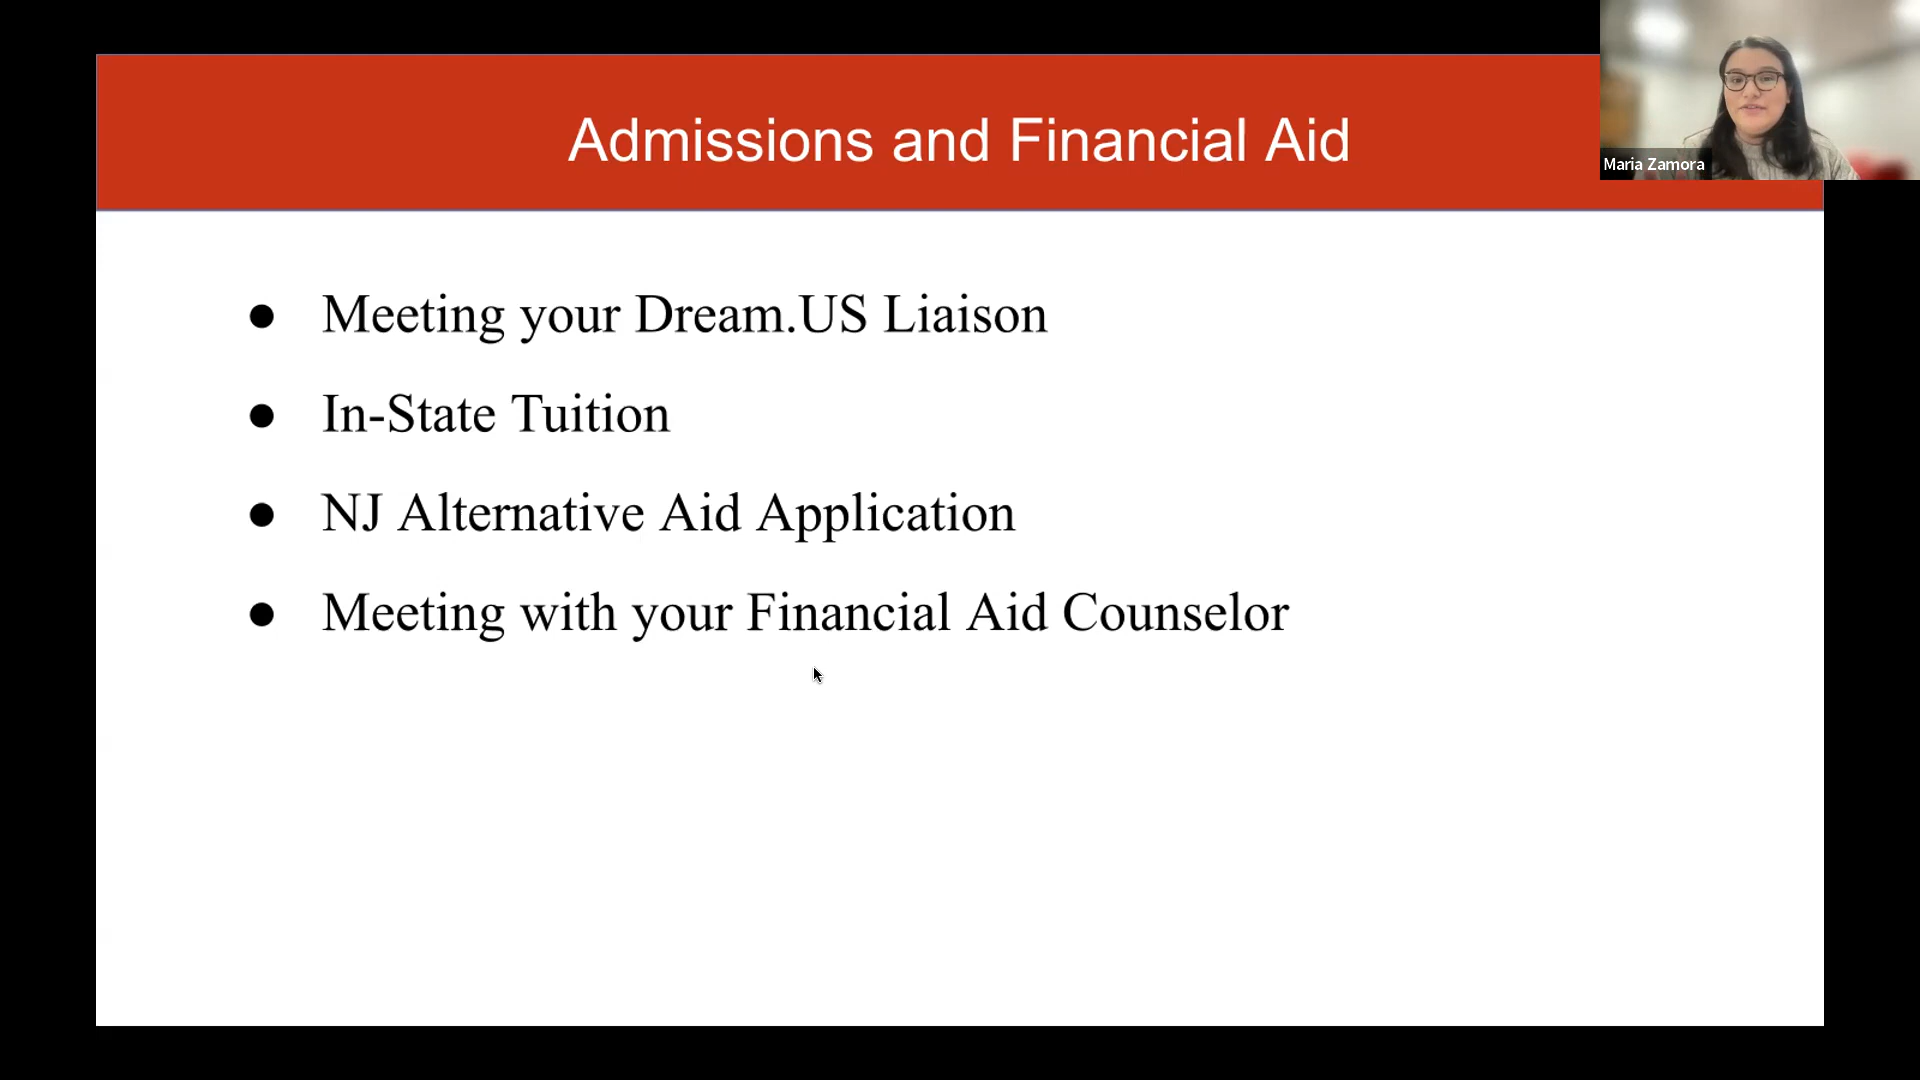 Admissions and Financial Aid
Maria Zamora
● Meeting your Dream.US Liaison
● In-State Tuition
● NJ Alternative Aid Application
● Meeting with your Financial Aid Counselor